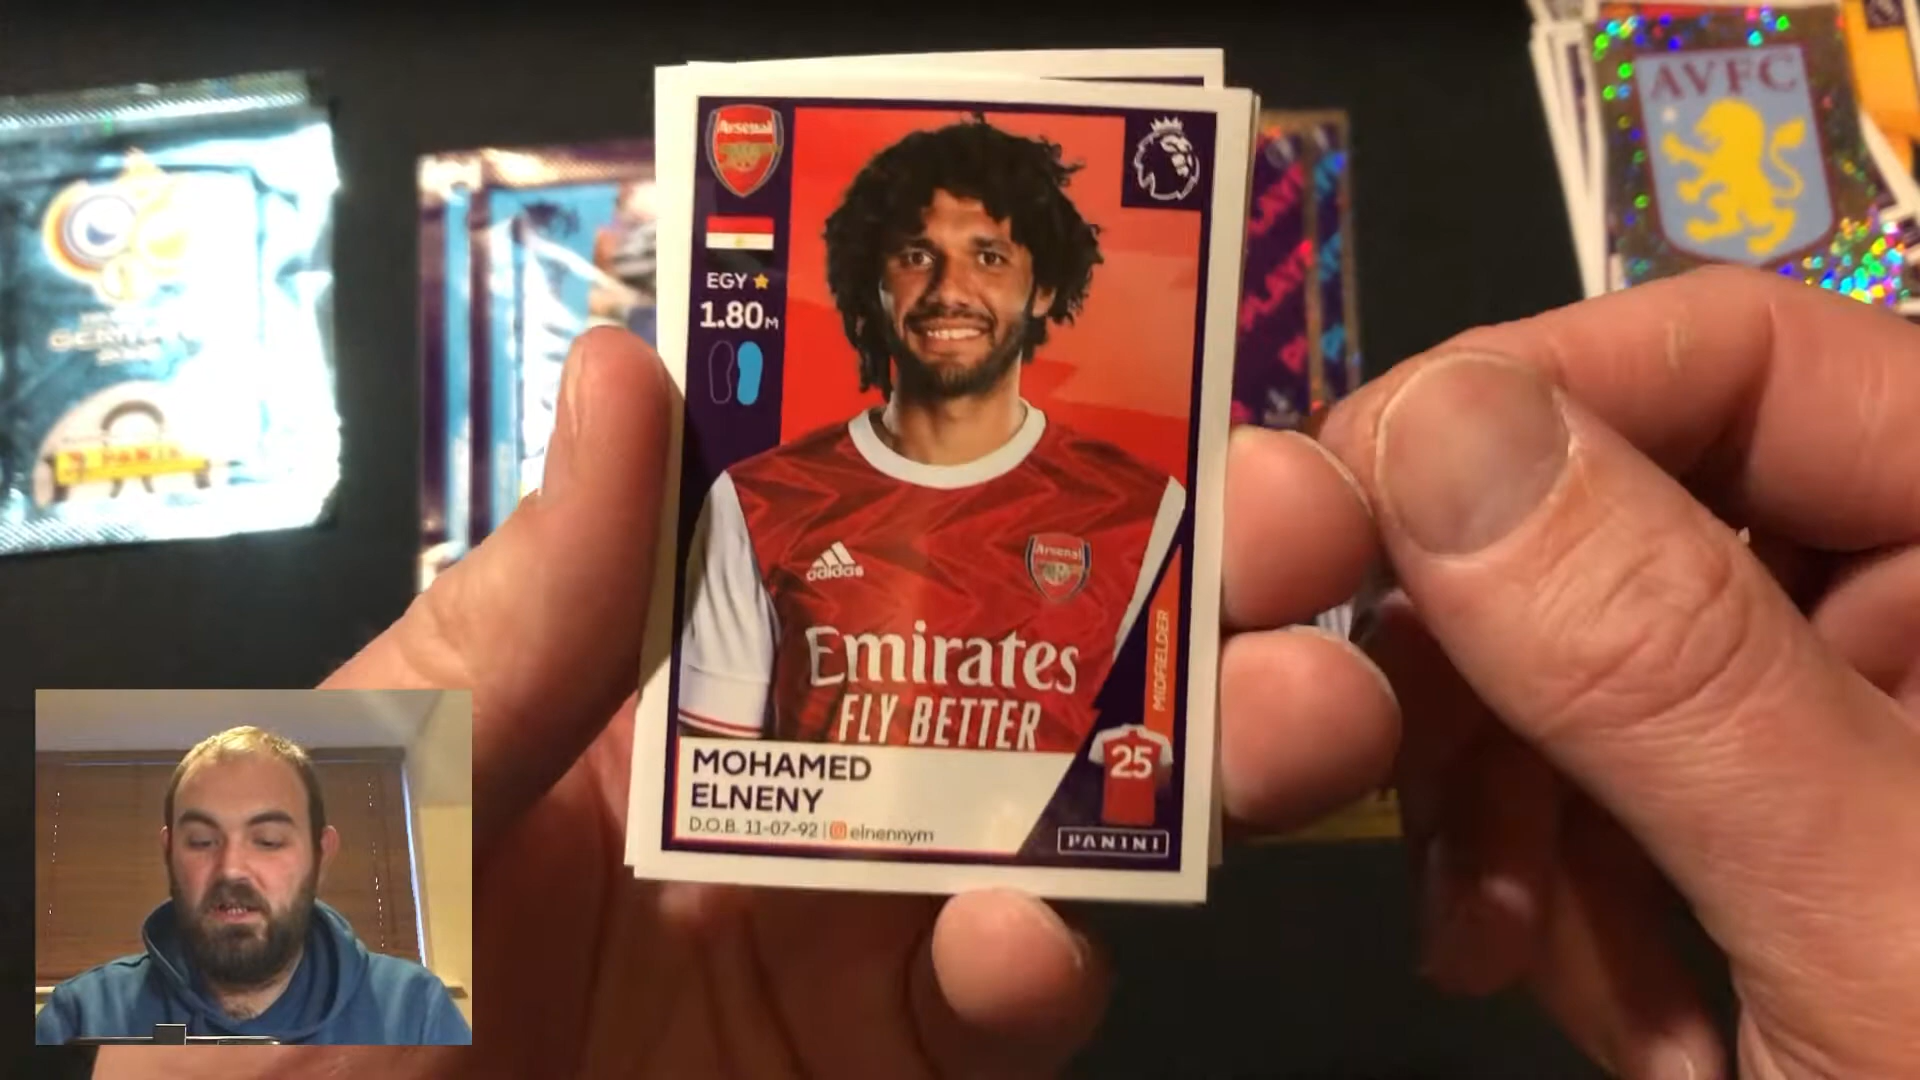 AVFC
Arsenal
EGY
1.80M
adidas
Arsenal
Emirates
FLY BETTER
MIDFIELDER
25
MOHAMED
ELNENY
D.O.B. 11-07-92 | elnennym
PANINI
PANINI